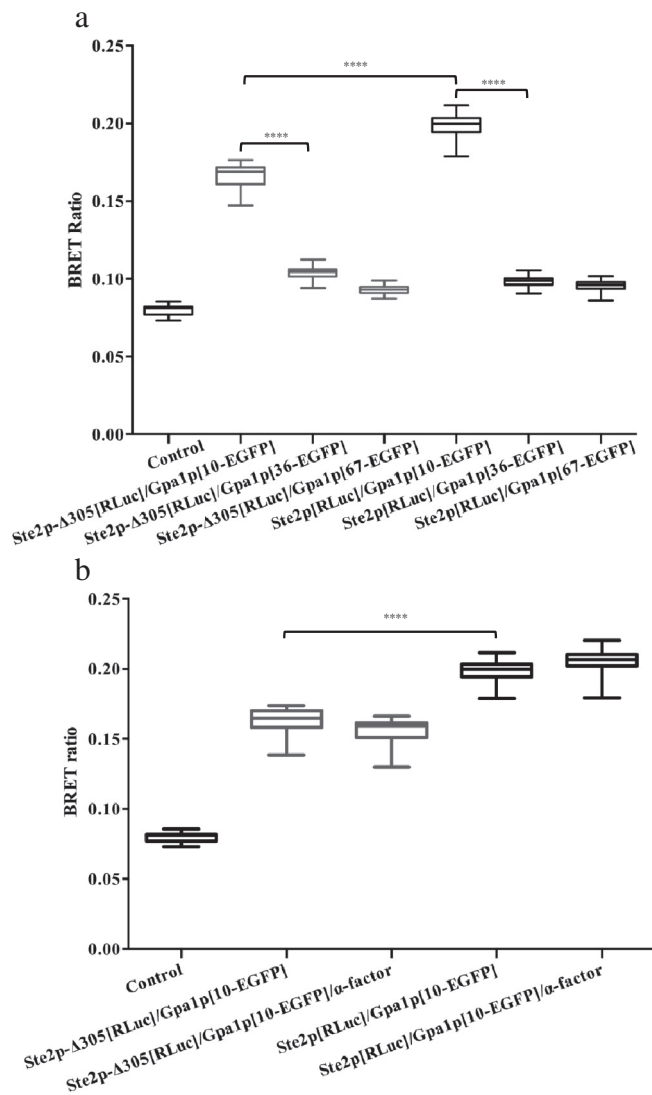 a
0.25
0.20
0.15
0.10
0.05
0.00
BRET Ratio
****
****
****
Control
Ste2p-Δ305[RLuc]/Gpa1p[10-EGFP]
Ste2p-Δ305[RLuc]/Gpa1p[36-EGFP]
Ste2p-Δ305[RLuc]/Gpa1p[67-EGFP]
Ste2p[RLuc]/Gpa1p[10-EGFP]
Ste2p[RLuc]/Gpa1p[36-EGFP]
Ste2p[RLuc]/Gpa1p[67-EGFP]
b
0.25
0.20
0.15
0.10
0.05
0.00
BRET ratio
****
Control
Ste2p-Δ305[RLuc]/Gpa1p[10-EGFP]
Ste2p-Δ305[RLuc]/Gpa1p[10-EGFP]/α-factor
Ste2p[RLuc]/Gpa1p[10-EGFP]
Ste2p[RLuc]/Gpa1p[10-EGFP]/α-factor